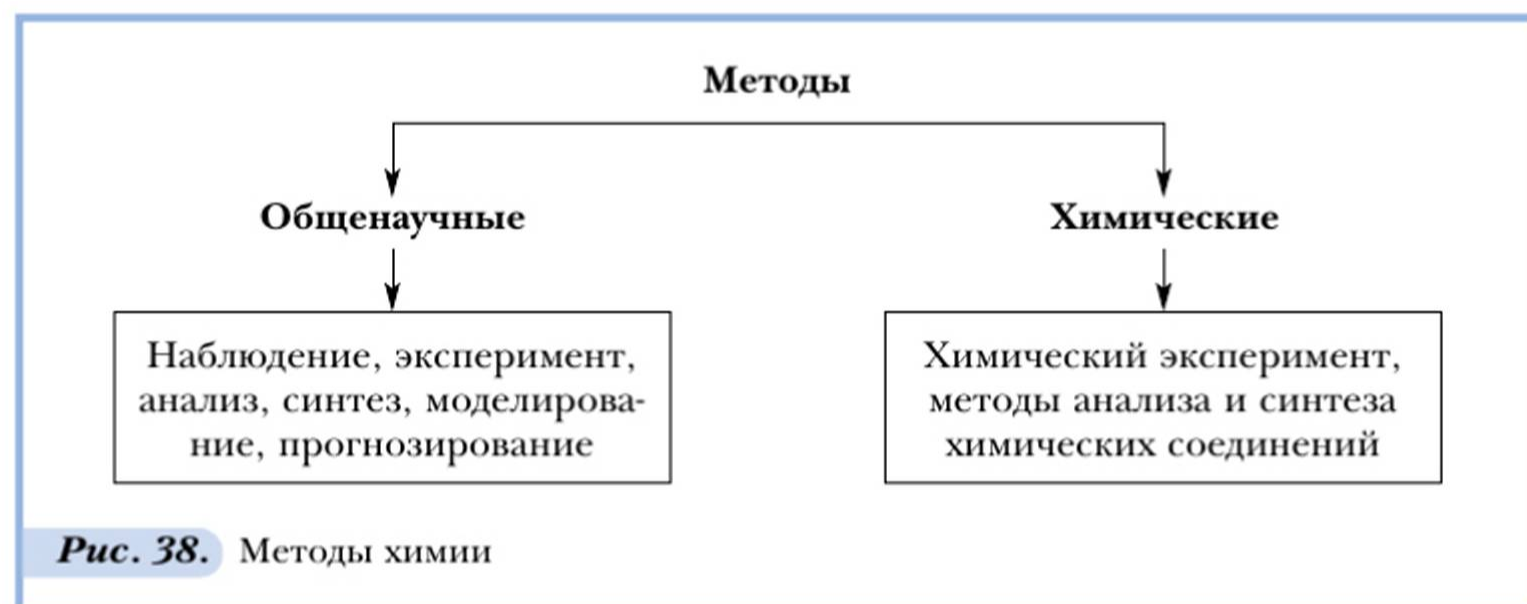 Методы
Общенаучные
Химические
Наблюдение, эксперимент,
анализ, синтез, моделирова-
ние, прогнозирование
Химический эксперимент,
методы анализа и синтеза
химических соединений
Рис. 38. Методы химии